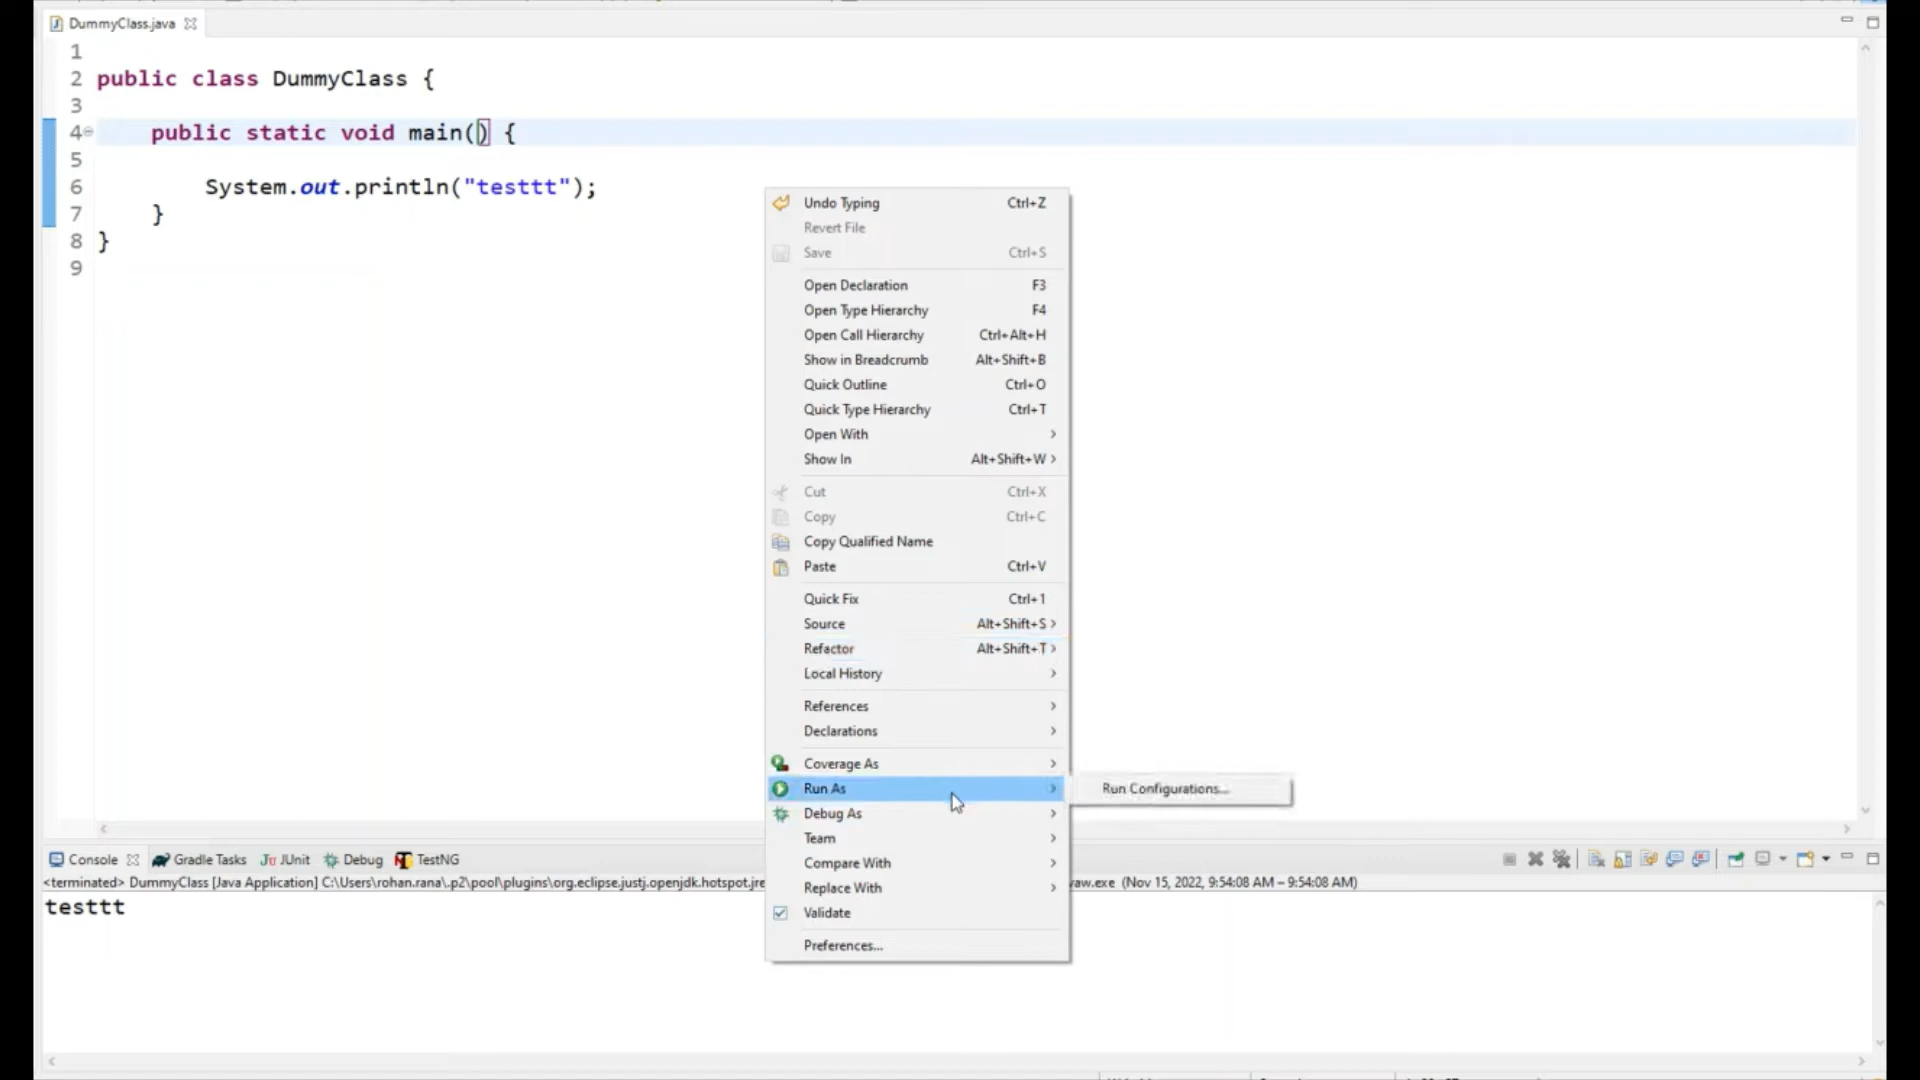 DummyClass.java
1
2 public class DummyClass {
3
4 public static void main() {
5
6 System.out.println("testtt");
7 }
8 }
9
Undo Typing Ctrl+Z
Revert File
Save Ctrl+S
Open Declaration F3
Open Type Hierarchy F4
Open Call Hierarchy Ctrl+Alt+H
Show in Breadcrumb Alt+Shift+B
Quick Outline Ctrl+O
Quick Type Hierarchy Ctrl+T
Open With
Show In Alt+Shift+W
Cut Ctrl+X
Copy Ctrl+C
Copy Qualified Name
Paste Ctrl+V
Quick Fix Ctrl+1
Source Alt+Shift+S
Refactor Alt+Shift+T
Local History
References
Declarations
Coverage As
Run As
Debug As
Team
Compare With
Replace With
Validate
Preferences...
Run Configurations...
Console Gradle Tasks JUnit Debug TestNG
<terminated> DummyClass [Java Application] C:\Users\rohan.rana\.p2\pool\plugins\org.eclipse.justj.openjdk.hotspot.jre vaw.exe (Nov 15, 2022, 9:54:08 AM – 9:54:08 AM)
testtt